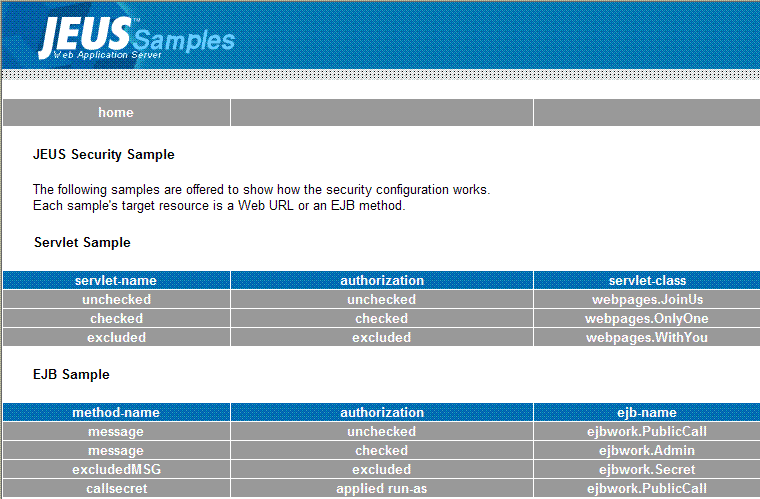 JEUS™ Samples
Web Application Server
home
JEUS Security Sample
The following samples are offered to show how the security configuration works.
Each sample's target resource is a Web URL or an EJB method.
Servlet Sample
servlet-name authorization servlet-class
unchecked unchecked webpages.JoinUs
checked checked webpages.OnlyOne
excluded excluded webpages.WithYou
EJB Sample
method-name authorization ejb-name
message unchecked ejbwork.PublicCall
message checked ejbwork.Admin
excludedMSG excluded ejbwork.Secret
callsecret applied run-as ejbwork.PublicCall